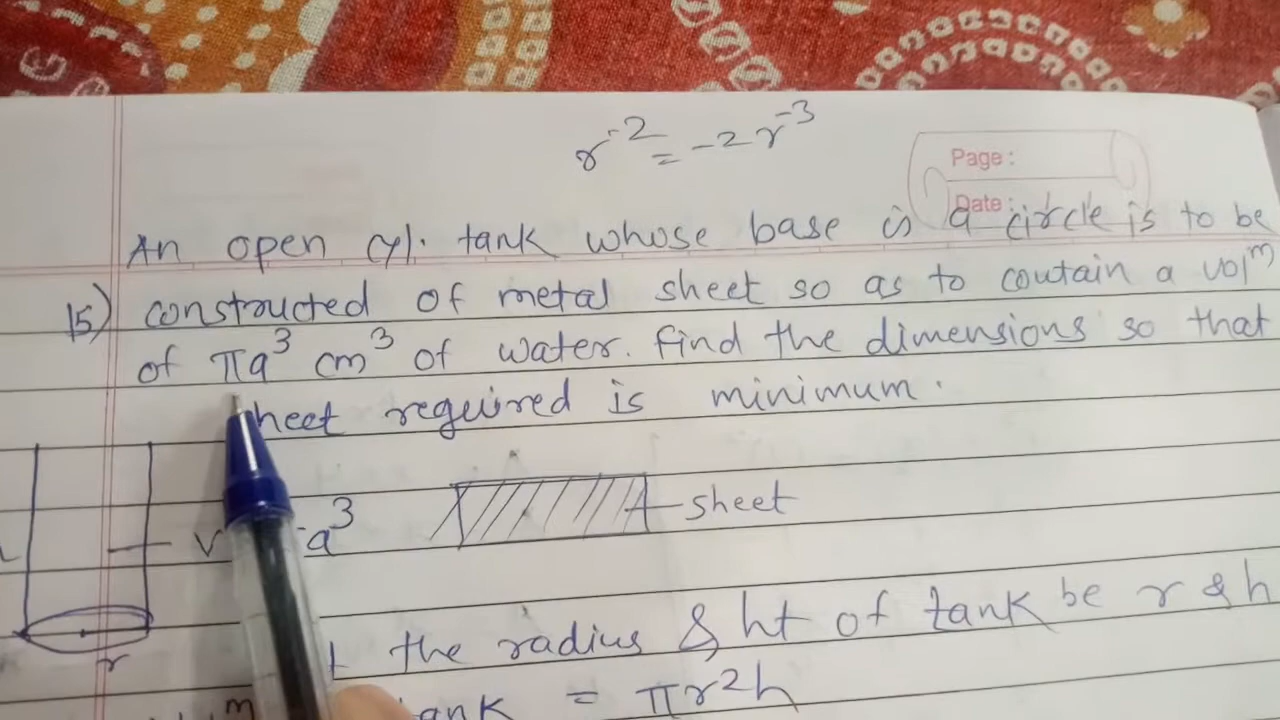 r⁻² = -2r⁻³
Page :
Date :
An open cyl. tank whose base is a circle is to be
15) constructed of metal sheet so as to contain a volᵐ
of πa³ cm³ of water. find the dimensions so that
heet required is minimum.
sheet
V a³
the radius & ht of tank be r & h
r
ank = πr²h
m